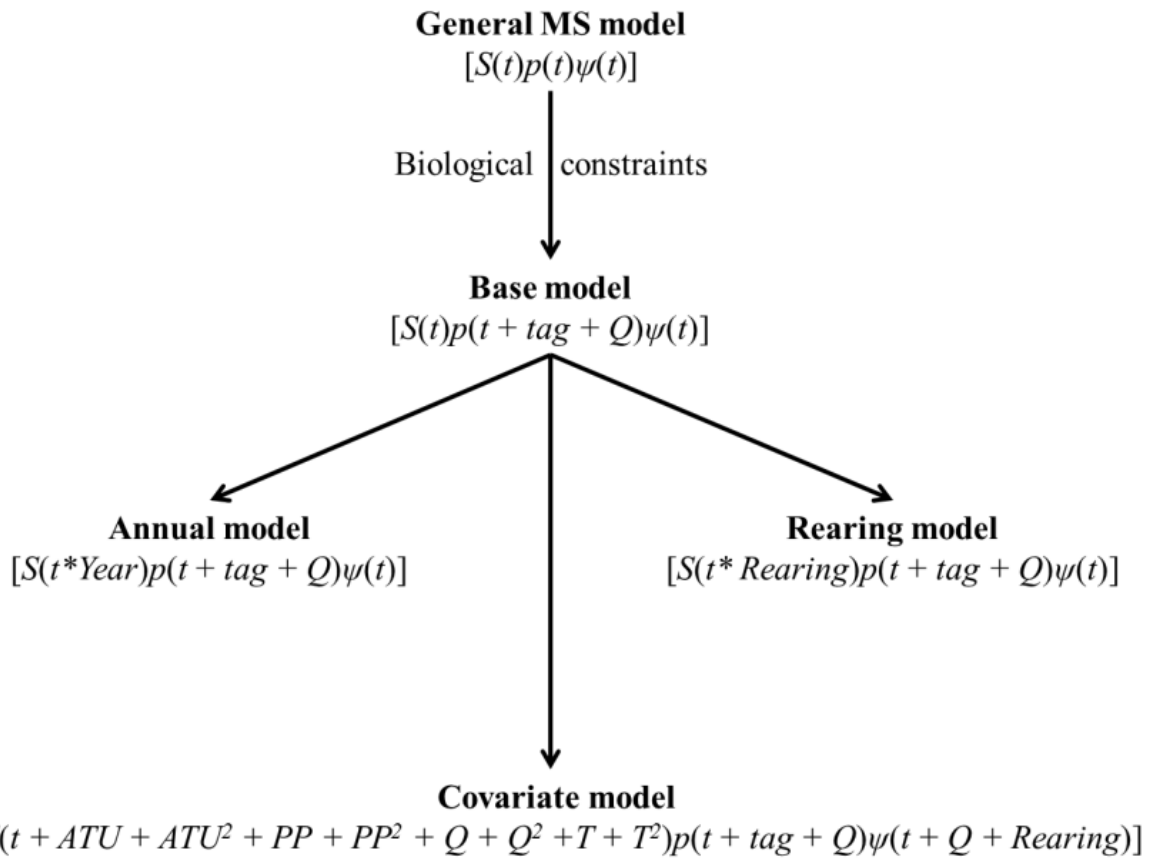 General MS model
[S(t)p(t)ψ(t)]
Biological constraints
Base model
[S(t)p(t + tag + Q)ψ(t)]
Annual model
[S(t*Year)p(t + tag + Q)ψ(t)]
Rearing model
[S(t* Rearing)p(t + tag + Q)ψ(t)]
Covariate model
(t + ATU + ATU² + PP + PP² + Q + Q² +T + T²)p(t + tag + Q)ψ(t + Q + Rearing)]